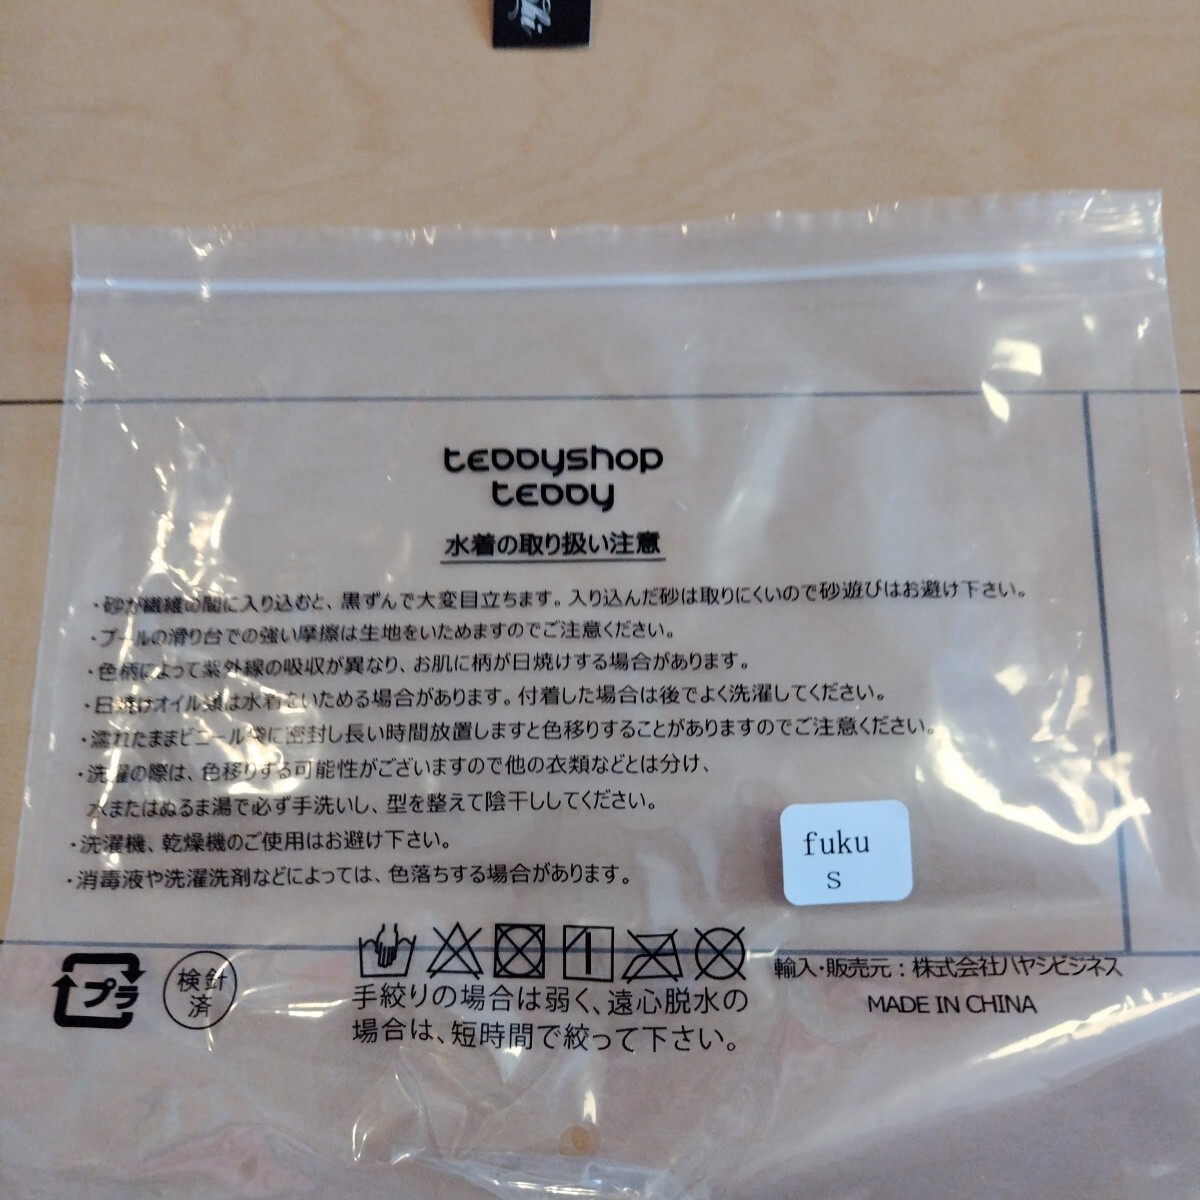 teddyshop
teddy
水着の取り扱い注意
・砂が繊維の間に入り込むと、黒ずんで大変目立ちます。入り込んだ砂は取りにくいので砂遊びはお避け下さい。
・プールの滑り台での強い摩擦は生地をいためますのでご注意ください。
・色柄によって紫外線の吸収が異なり、お肌に柄が日焼けする場合があります。
・日焼けオイル類は水着をいためる場合があります。付着した場合は後でよく洗濯してください。
・濡れたままビニール袋に密封し長い時間放置しますと色移りすることがありますのでご注意ください。
・洗濯の際は、色移りする可能性がございますので他の衣類などとは分け、
水またはぬるま湯で必ず手洗いし、型を整えて陰干ししてください。
・洗濯機、乾燥機のご使用はお避け下さい。
・消毒液や洗濯洗剤などによっては、色落ちする場合があります。
fuku
S
プラ
検針
済
手絞りの場合は弱く、遠心脱水の
場合は、短時間で絞って下さい。
輸入・販売元：株式会社ハヤシビジネス
MADE IN CHINA